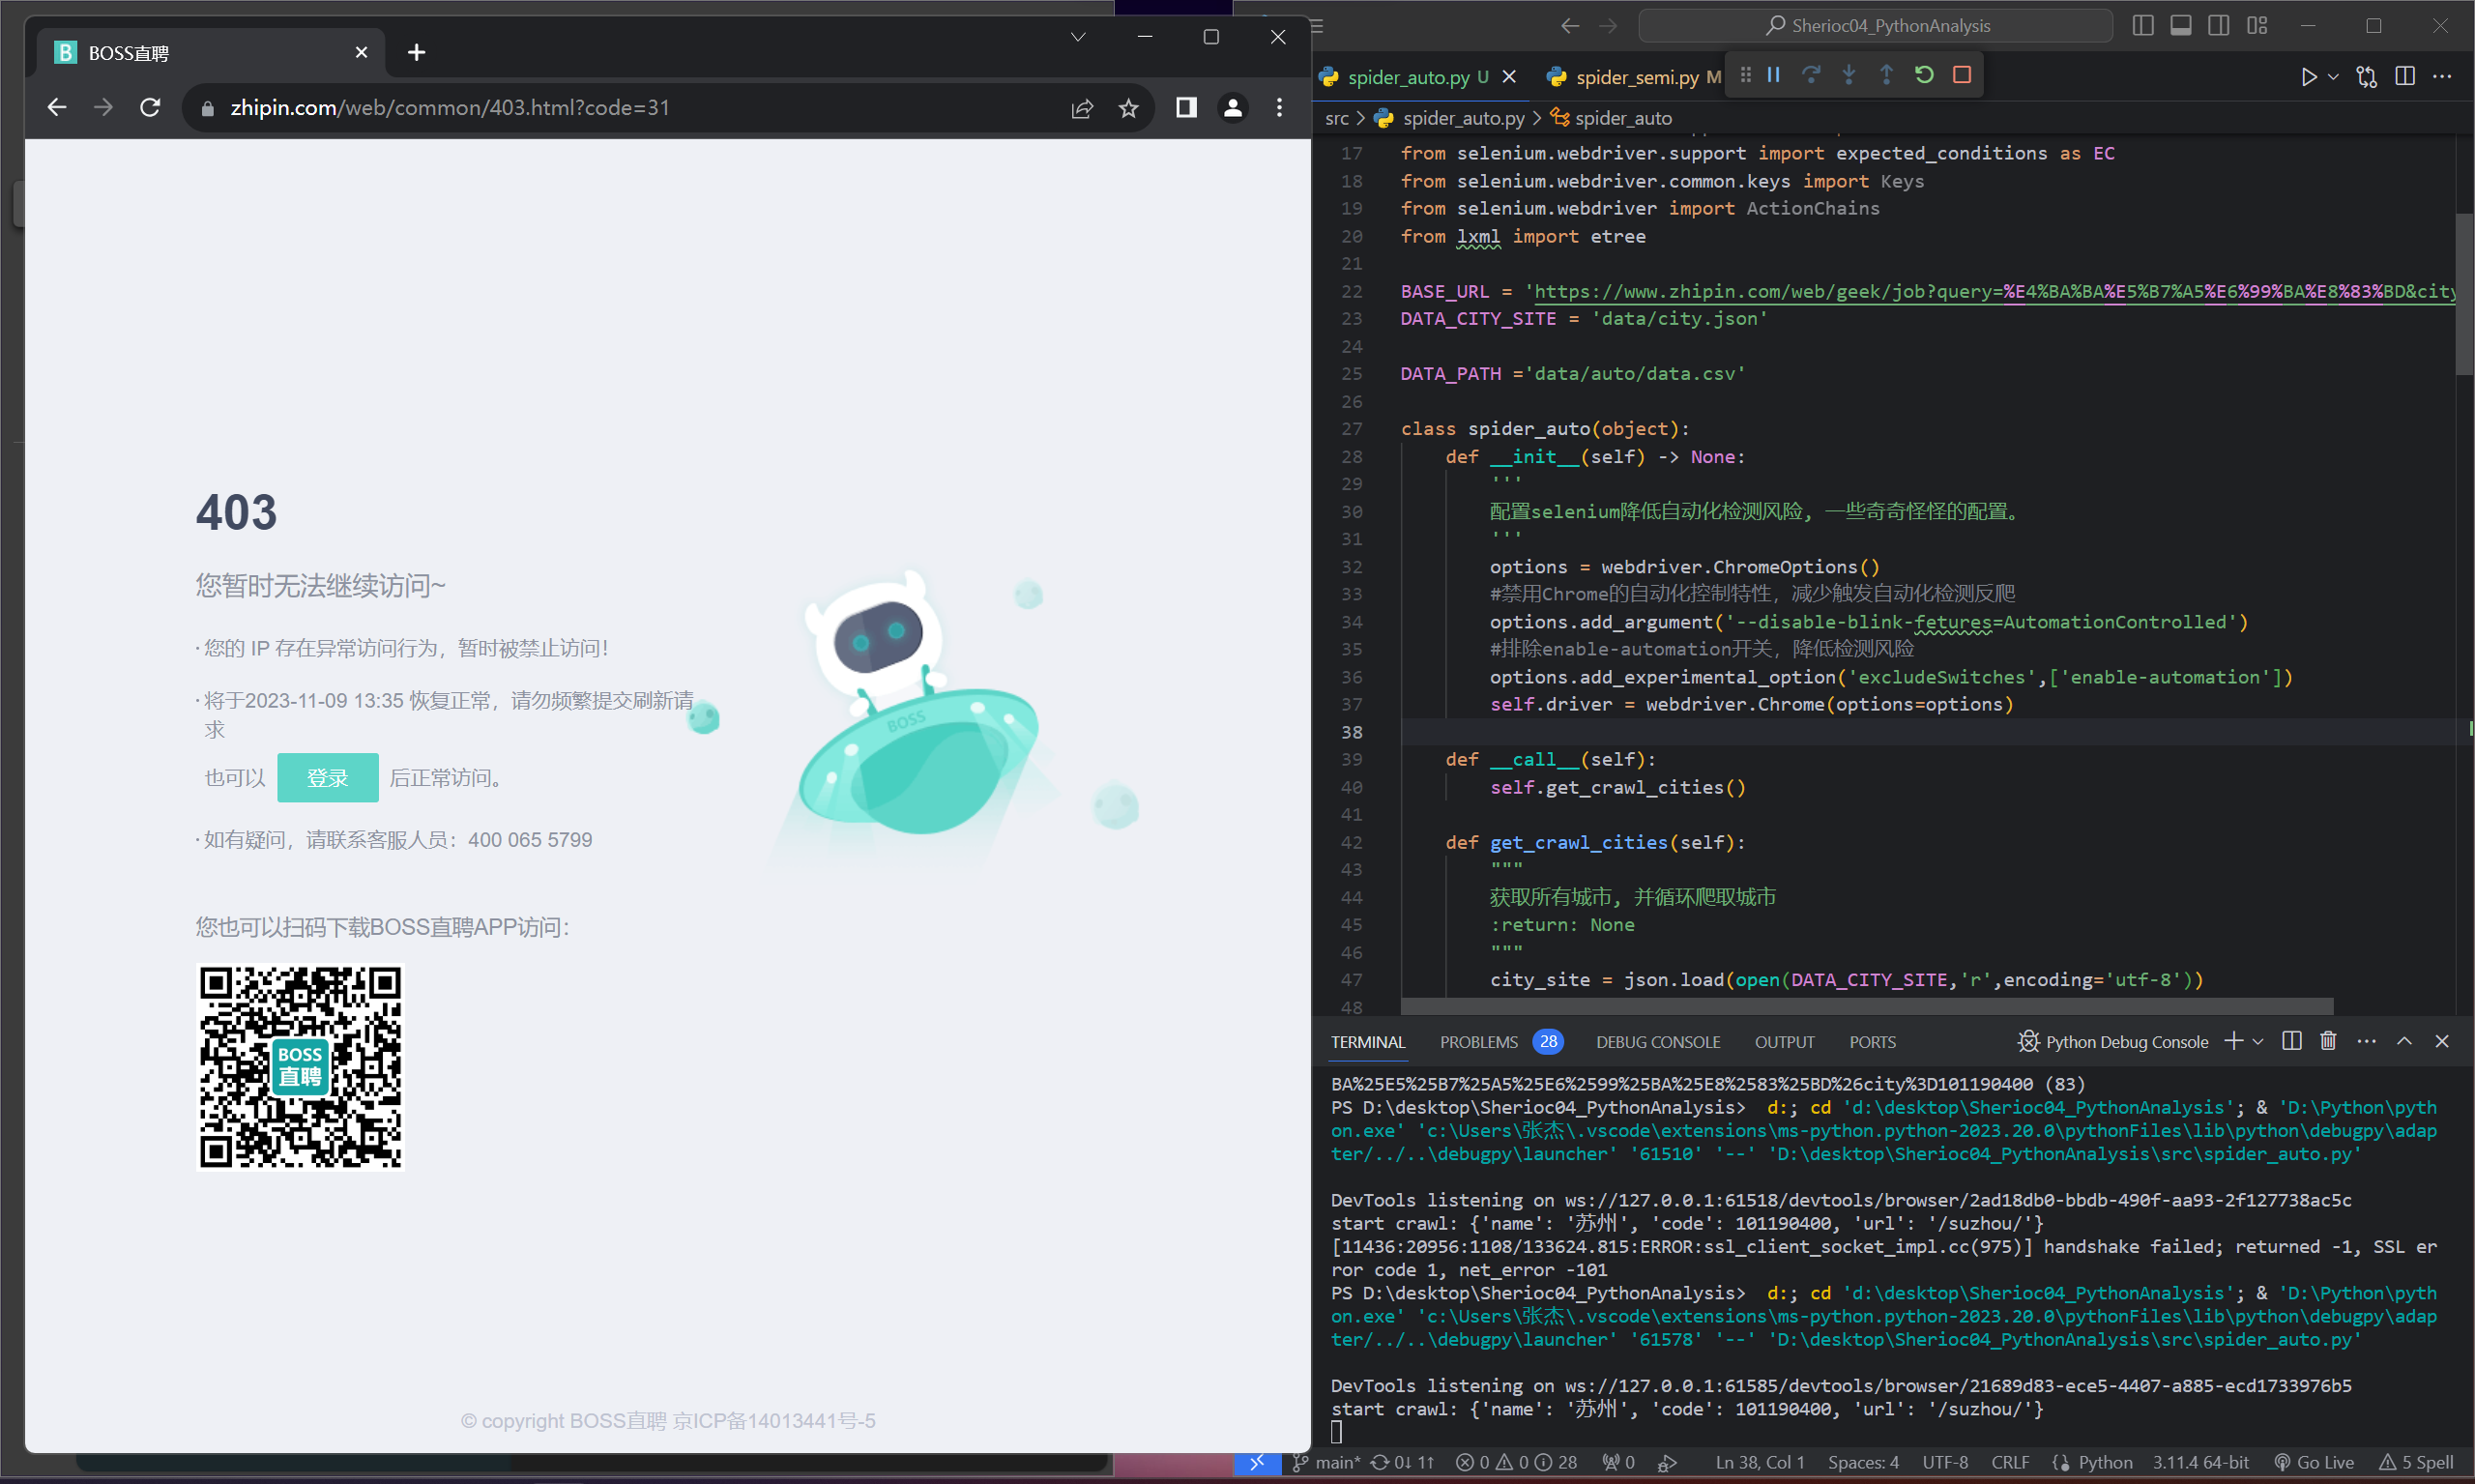 BOSS直聘
zhipin.com/web/common/403.html?code=31
403
您暂时无法继续访问~
· 您的 IP 存在异常访问行为，暂时被禁止访问！
· 将于2023-11-09 13:35 恢复正常，请勿频繁提交刷新请
求
也可以 登录 后正常访问。
· 如有疑问，请联系客服人员：400 065 5799
您也可以扫码下载BOSS直聘APP访问：
BOSS
直聘
BOSS
© copyright BOSS直聘 京ICP备14013441号-5
Sherioc04_PythonAnalysis
spider_auto.py U
spider_semi.py M
src > spider_auto.py > spider_auto
17 from selenium.webdriver.support import expected_conditions as EC
18 from selenium.webdriver.common.keys import Keys
19 from selenium.webdriver import ActionChains
20 from lxml import etree
21
22 BASE_URL = 'https://www.zhipin.com/web/geek/job?query=%E4%BA%BA%E5%B7%A5%E6%99%BA%E8%83%BD&city
23 DATA_CITY_SITE = 'data/city.json'
24
25 DATA_PATH ='data/auto/data.csv'
26
27 class spider_auto(object):
28 def __init__(self) -> None:
29 '''
30 配置selenium降低自动化检测风险, 一些奇奇怪怪的配置。
31 '''
32 options = webdriver.ChromeOptions()
33 #禁用Chrome的自动化控制特性，减少触发自动化检测反爬
34 options.add_argument('--disable-blink-fetures=AutomationControlled')
35 #排除enable-automation开关，降低检测风险
36 options.add_experimental_option('excludeSwitches',['enable-automation'])
37 self.driver = webdriver.Chrome(options=options)
38
39 def __call__(self):
40 self.get_crawl_cities()
41
42 def get_crawl_cities(self):
43 """
44 获取所有城市, 并循环爬取城市
45 :return: None
46 """
47 city_site = json.load(open(DATA_CITY_SITE,'r',encoding='utf-8'))
48
TERMINAL PROBLEMS 28 DEBUG CONSOLE OUTPUT PORTS Python Debug Console
BA%25E5%25B7%25A5%25E6%2599%25BA%25E8%2583%25BD%26city%3D101190400 (83)
PS D:\desktop\Sherioc04_PythonAnalysis> d:; cd 'd:\desktop\Sherioc04_PythonAnalysis'; & 'D:\Python\pyth
on.exe' 'c:\Users\张杰\.vscode\extensions\ms-python.python-2023.20.0\pythonFiles\lib\python\debugpy\adap
ter/../..\debugpy\launcher' '61510' '--' 'D:\desktop\Sherioc04_PythonAnalysis\src\spider_auto.py'
DevTools listening on ws://127.0.0.1:61518/devtools/browser/2ad18db0-bbdb-490f-aa93-2f127738ac5c
start crawl: {'name': '苏州', 'code': 101190400, 'url': '/suzhou/'}
[11436:20956:1108/133624.815:ERROR:ssl_client_socket_impl.cc(975)] handshake failed; returned -1, SSL er
ror code 1, net_error -101
PS D:\desktop\Sherioc04_PythonAnalysis> d:; cd 'd:\desktop\Sherioc04_PythonAnalysis'; & 'D:\Python\pyth
on.exe' 'c:\Users\张杰\.vscode\extensions\ms-python.python-2023.20.0\pythonFiles\lib\python\debugpy\adap
ter/../..\debugpy\launcher' '61578' '--' 'D:\desktop\Sherioc04_PythonAnalysis\src\spider_auto.py'
DevTools listening on ws://127.0.0.1:61585/devtools/browser/21689d83-ece5-4407-a885-ecd1733976b5
start crawl: {'name': '苏州', 'code': 101190400, 'url': '/suzhou/'}
main* 0↓ 1↑ 0 0 28 0 Ln 38, Col 1 Spaces: 4 UTF-8 CRLF Python 3.11.4 64-bit Go Live 5 Spell